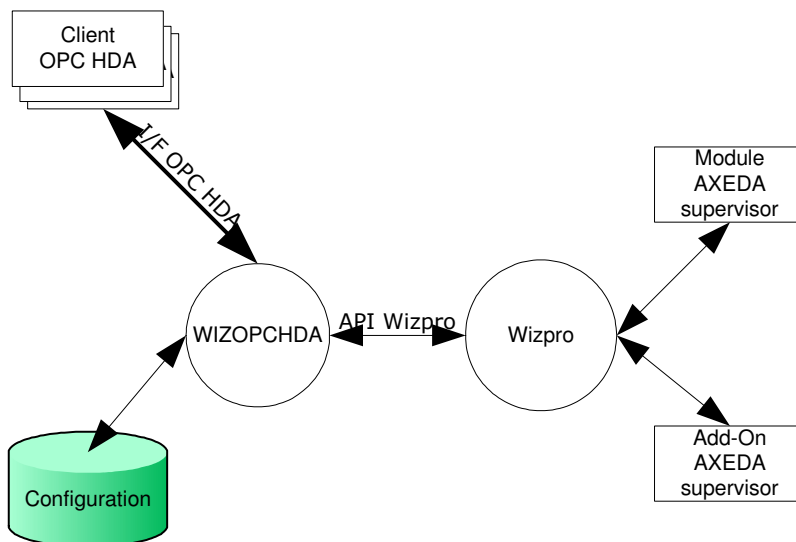 Client
OPC HDA
I/F OPC HDA
Module
AXEDA
supervisor
WIZOPCHDA
API Wizpro
Wizpro
Configuration
Add-On
AXEDA
supervisor